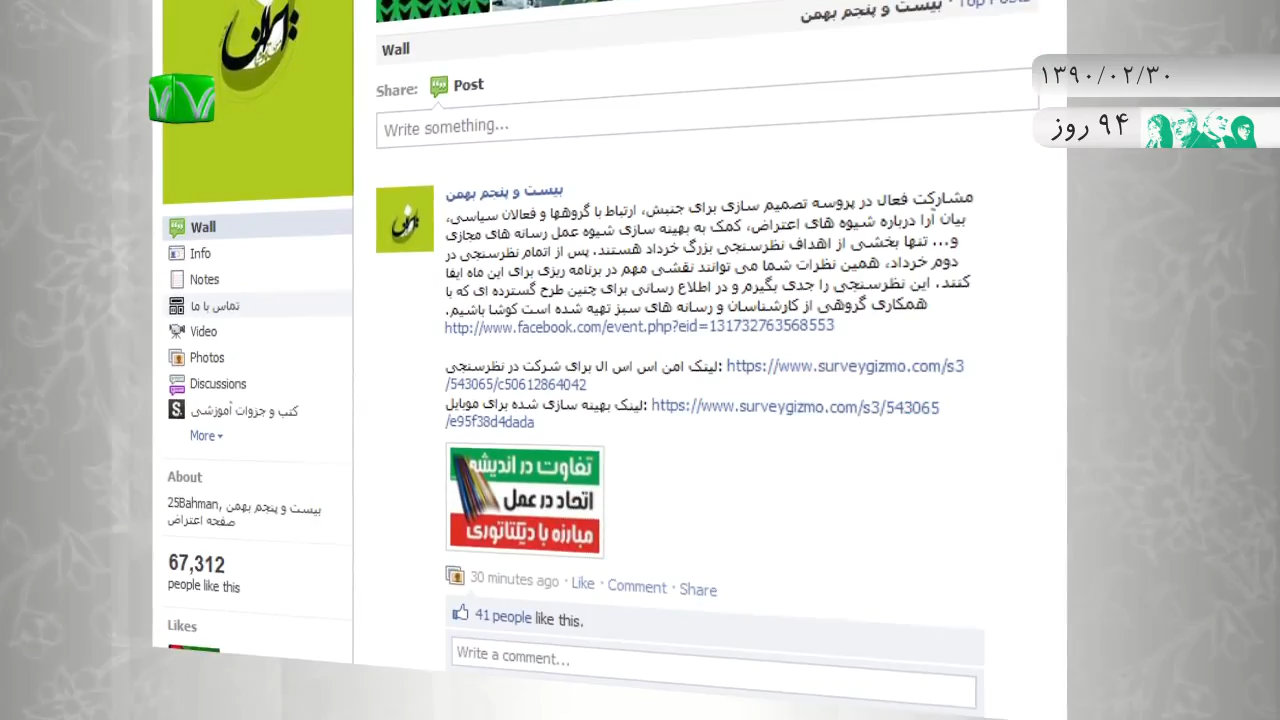 ایران
بیست و پنجم بهمن · Top Posts
Wall
Share: Post
Write something...
۱۳۹۰/۰۲/۳۰
۹۴ روز
Wall
Info
Notes
تماس با ما
Video
Photos
Discussions
کتب و جزوات آموزشی
More
About
25Bahman, بیست و پنجم بهمن
صفحه اعتراض
67,312
people like this
Likes
بیست و پنجم بهمن
مشارکت فعال در پروسه تصمیم سازی برای جنبش، ارتباط با گروهها و فعالان سیاسی،
بیان آرا درباره شیوه های اعتراض، کمک به بهینه سازی شیوه عمل رسانه های مجازی
و... تنها بخشی از اهداف نظرسنجی بزرگ خرداد هستند. پس از اتمام نظرسنجی در
دوم خرداد، همین نظرات شما می توانند نقشی مهم در برنامه ریزی برای این ماه ایفا
کنند. این نظرسنجی را جدی بگیرم و در اطلاع رسانی برای چنین طرح گسترده ای که با
همکاری گروهی از کارشناسان و رسانه های سبز تهیه شده است کوشا باشیم.
http://www.facebook.com/event.php?eid=131732763568553
لینک امن اس اس ال برای شرکت در نظرسنجی: https://www.surveygizmo.com/s3
/543065/c50612864042
لینک بهینه سازی شده برای موبایل: https://www.surveygizmo.com/s3/543065
/e95f38d4dada
تفاوت در اندیشه
اتحاد در عمل
مبارزه با دیکتاتوری
30 minutes ago · Like · Comment · Share
41 people like this.
Write a comment...